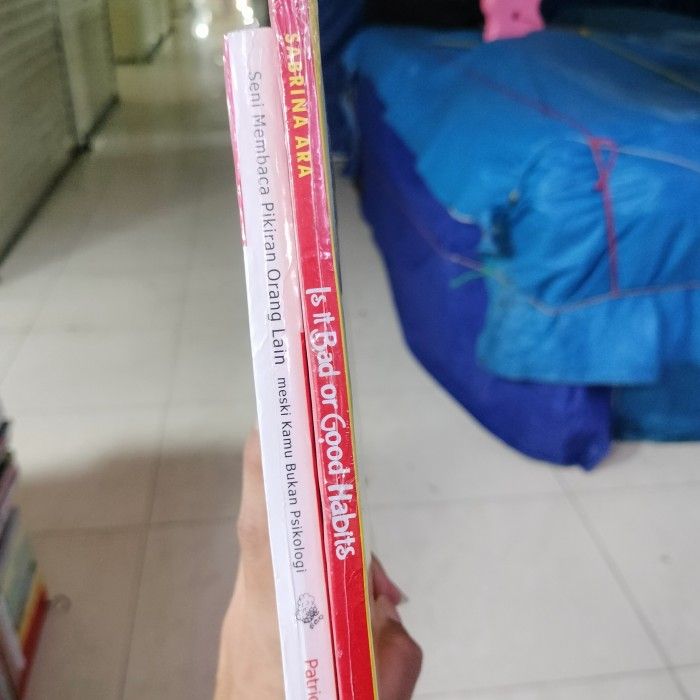 Seni Membaca Pikiran Orang Lain meski Kamu Bukan Psikologi
SABRINA ARA
Is It Bad or Good Habits